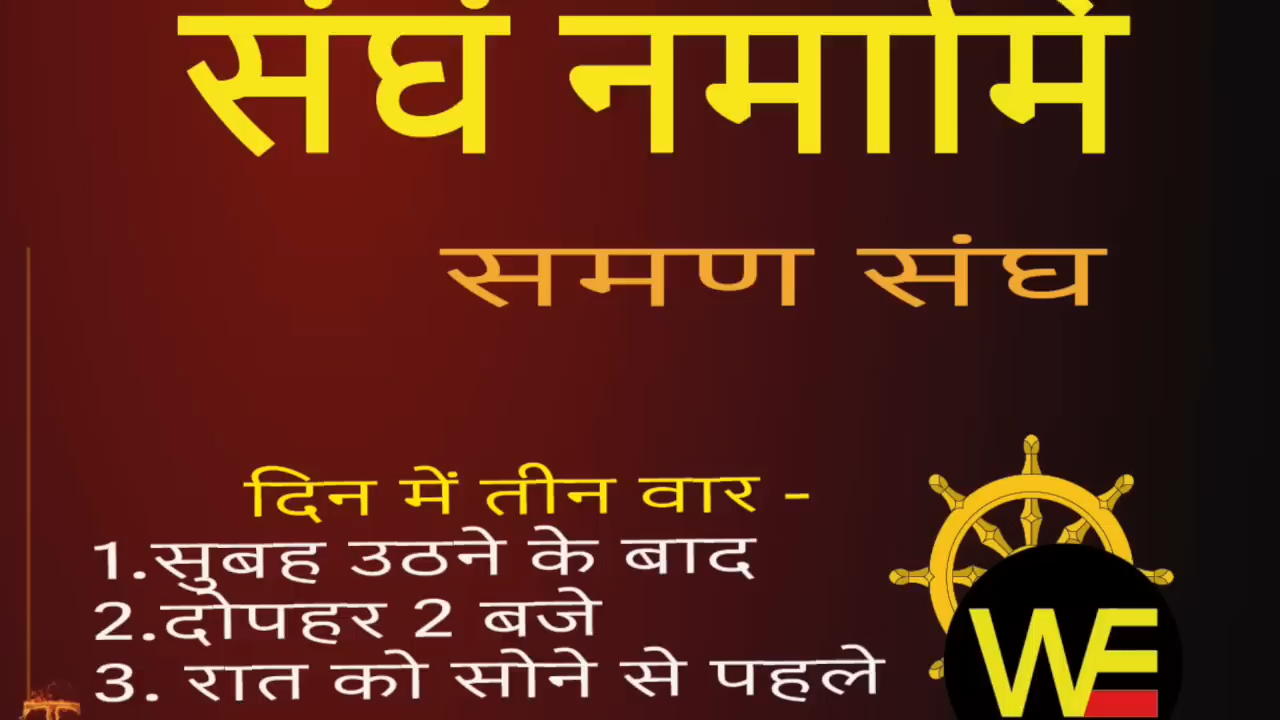 संघं नमामि
समण संघ
दिन में तीन वार -
1.सुबह उठने के बाद
2.दोपहर 2 बजे
3. रात को सोने से पहले
WE